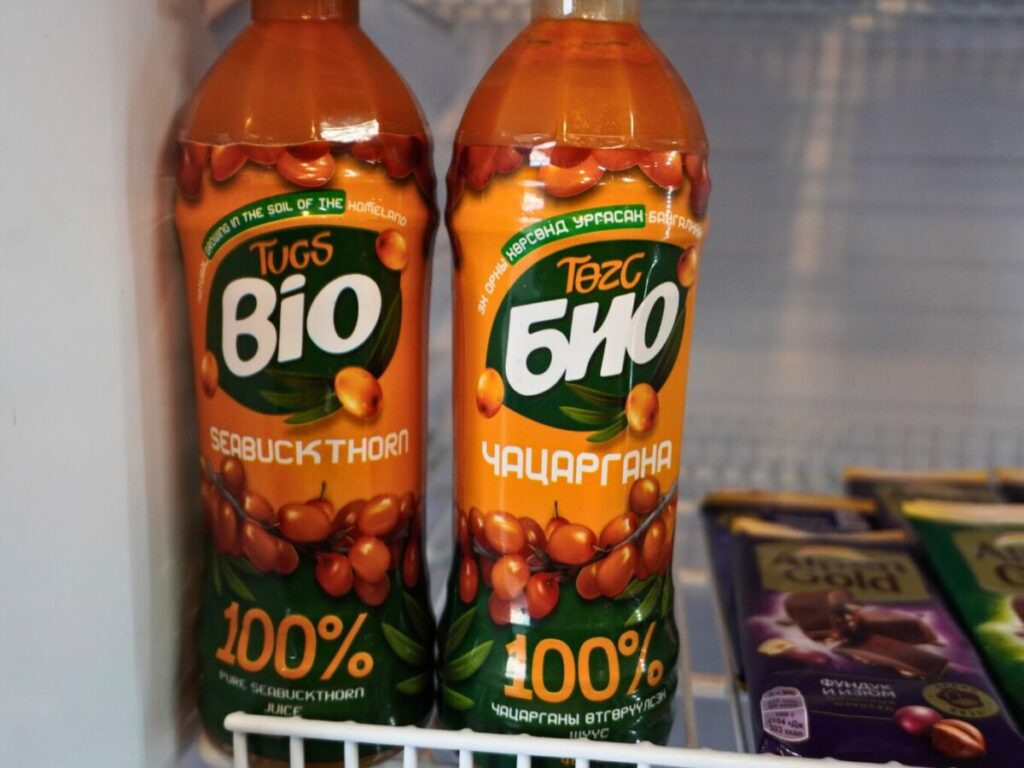 GROWING IN THE SOIL OF THE HOMELAND
TUGS
BiO
SEABUCKTHORN
100%
PURE SEABUCKTHORN
JUICE
ЭХ ОРНЫ ХӨРСӨНД УРГАСАН
Төгс
БИО
ЧАЦАРГАНА
100%
ЧАЦАРГАНЫ ӨТГӨРҮҮЛСЭН
ШҮҮС
Alpen
Gold
ФУНДУК
И ИЗЮМ